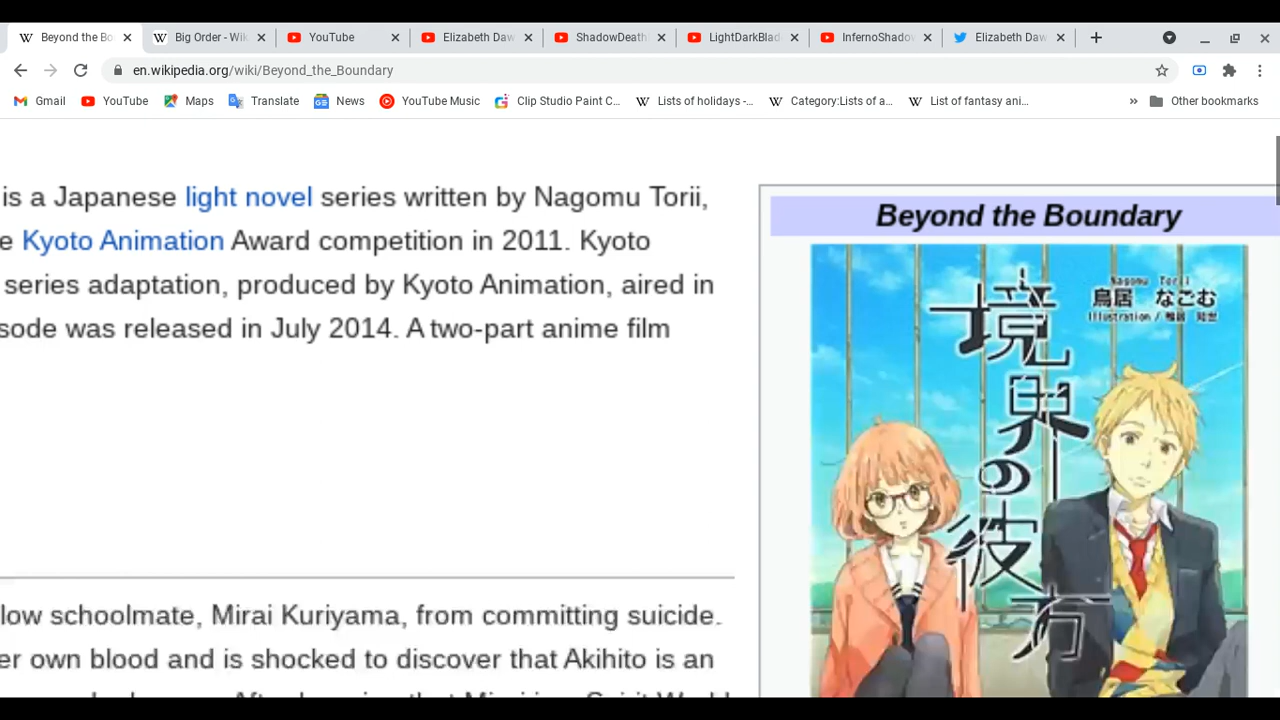 Beyond the Bo
Big Order - Wik
YouTube
Elizabeth Daw
ShadowDeath
LightDarkBlad
InfernoShado
Elizabeth Daw
en.wikipedia.org/wiki/Beyond_the_Boundary
Gmail
YouTube
Maps
Translate
News
YouTube Music
Clip Studio Paint C...
Lists of holidays -...
Category:Lists of a...
List of fantasy ani...
Other bookmarks
is a Japanese light novel series written by Nagomu Torii,
e Kyoto Animation Award competition in 2011. Kyoto
series adaptation, produced by Kyoto Animation, aired in
sode was released in July 2014. A two-part anime film
low schoolmate, Mirai Kuriyama, from committing suicide.
er own blood and is shocked to discover that Akihito is an
Beyond the Boundary
Nagomu Torii
鳥居 なごむ
Illustration /
境界の彼方